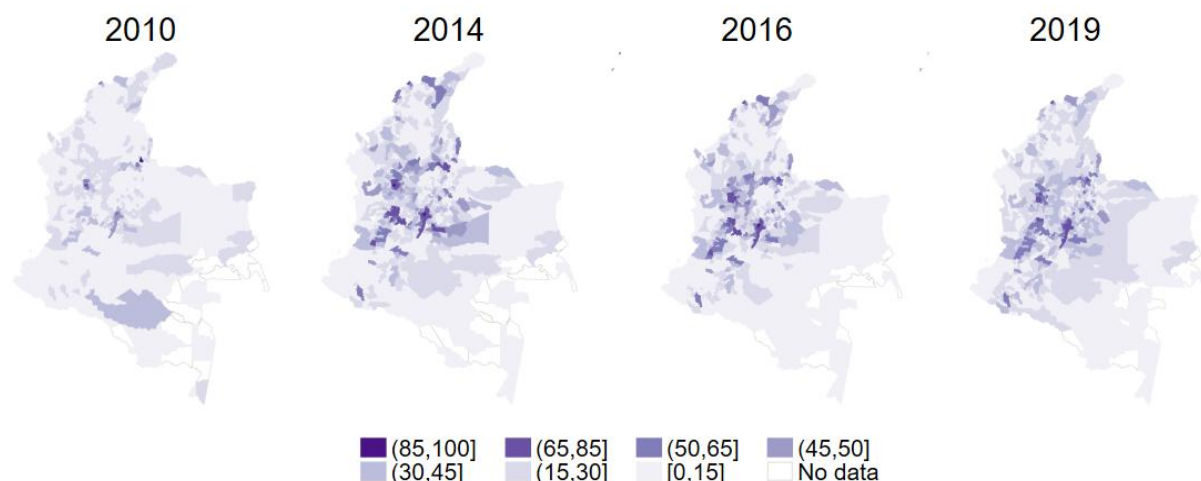 2010 2014 2016 2019
(85,100] (65,85] (50,65] (45,50]
(30,45] (15,30] [0,15] No data